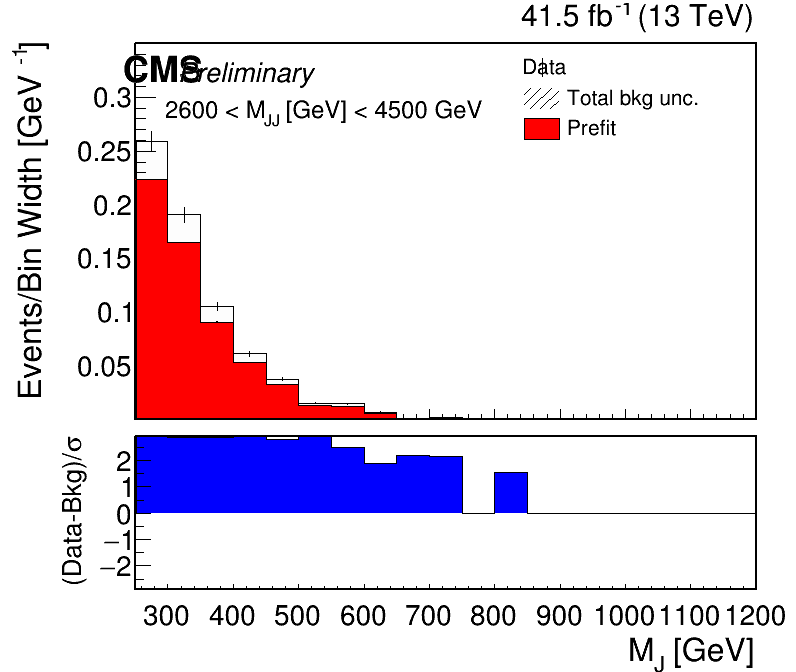 41.5 fb-1 (13 TeV)
CMS Preliminary
2600 < MJJ [GeV] < 4500 GeV
Data
Total bkg unc.
Prefit
Events/Bin Width [GeV-1]
0.3
0.25
0.2
0.15
0.1
0.05
(Data-Bkg)/σ
2
1
0
−1
−2
300 400 500 600 700 800 900 1000 1100 1200
MJ [GeV]